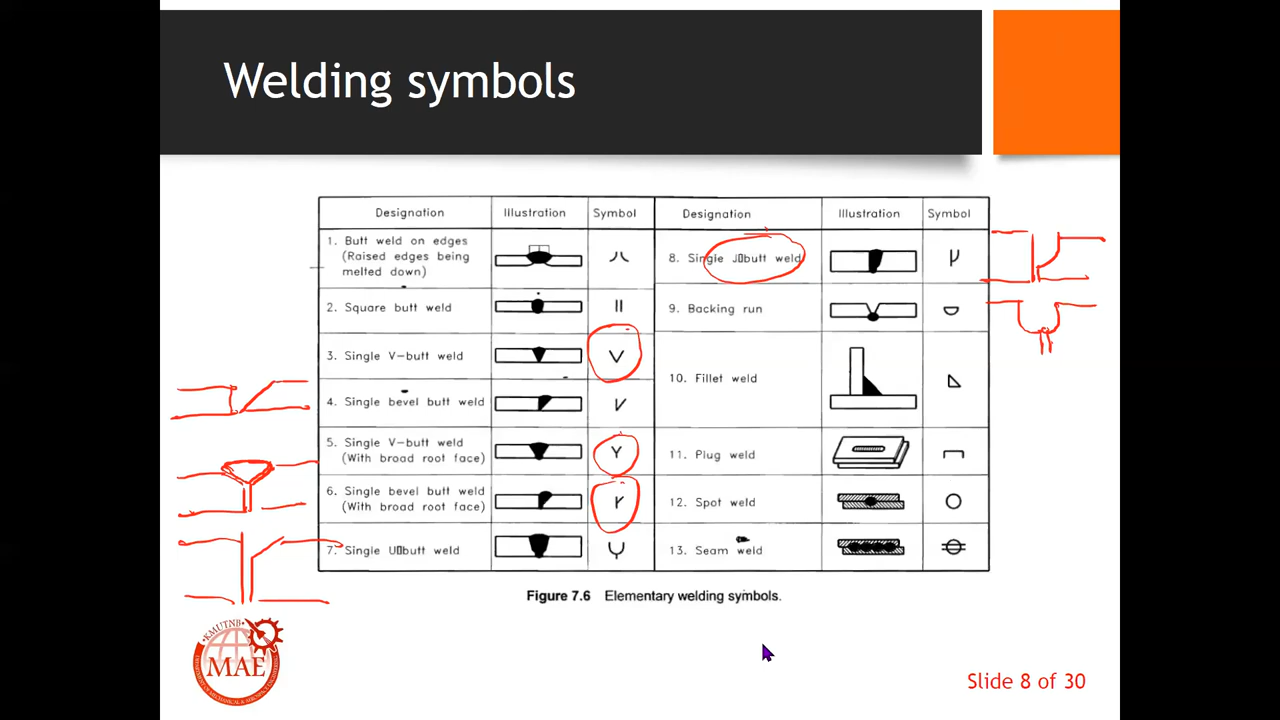 Welding symbols
Designation Illustration Symbol Designation Illustration Symbol
1. Butt weld on edges
(Raised edges being
melted down)
2. Square butt weld
3. Single V-butt weld
4. Single bevel butt weld
5. Single V-butt weld
(With broad root face)
6. Single bevel butt weld
(With broad root face)
7. Single U▯butt weld
8. Single J▯butt weld
9. Backing run
10. Fillet weld
11. Plug weld
12. Spot weld
13. Seam weld
Figure 7.6 Elementary welding symbols.
KMUTNB
MAE
Slide 8 of 30